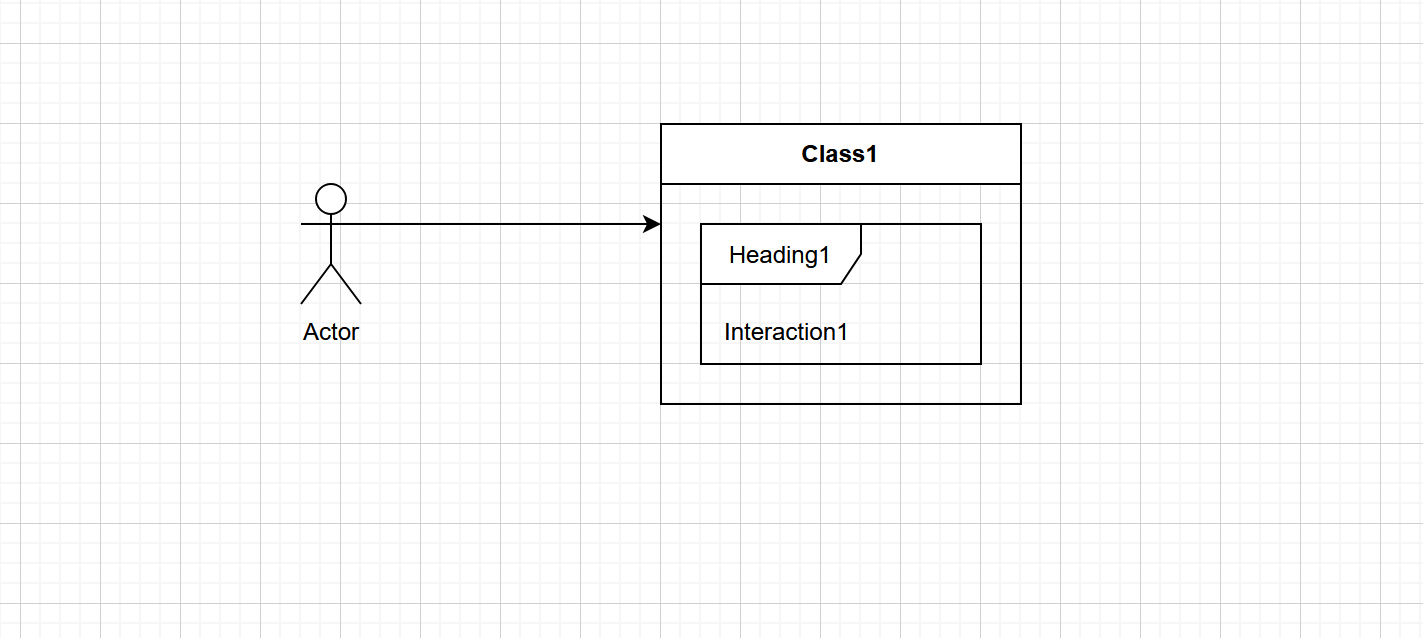 Class1
Heading1
Interaction1
Actor